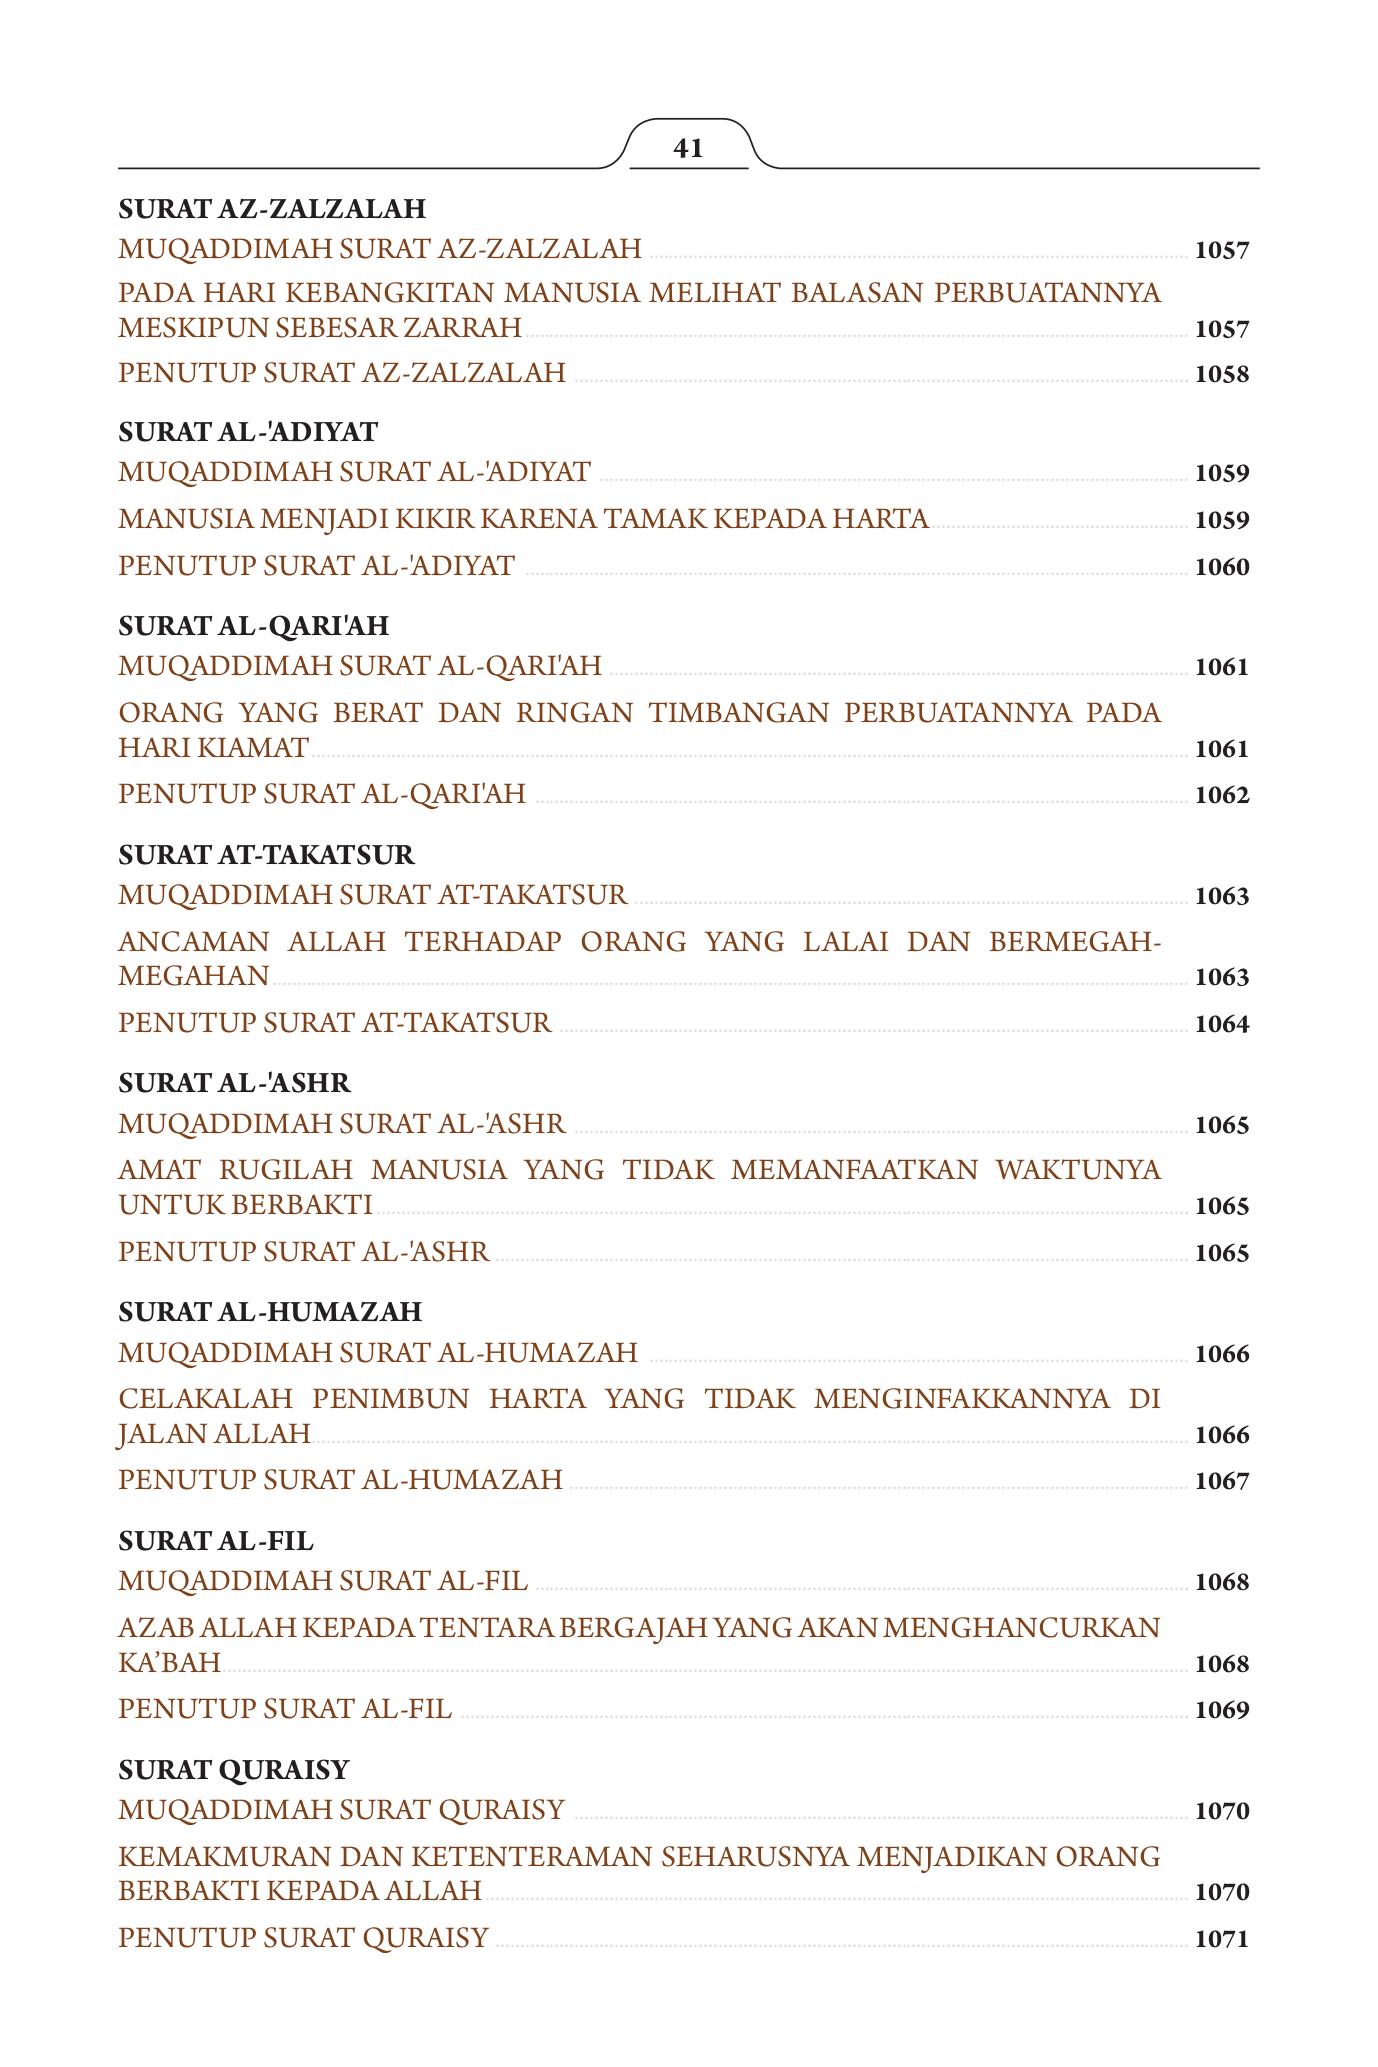 41
SURAT AZ-ZALZALAH
MUQADDIMAH SURAT AZ-ZALZALAH 1057
PADA HARI KEBANGKITAN MANUSIA MELIHAT BALASAN PERBUATANNYA
MESKIPUN SEBESAR ZARRAH 1057
PENUTUP SURAT AZ-ZALZALAH 1058
SURAT AL-'ADIYAT
MUQADDIMAH SURAT AL-'ADIYAT 1059
MANUSIA MENJADI KIKIR KARENA TAMAK KEPADA HARTA 1059
PENUTUP SURAT AL-'ADIYAT 1060
SURAT AL-QARI'AH
MUQADDIMAH SURAT AL-QARI'AH 1061
ORANG YANG BERAT DAN RINGAN TIMBANGAN PERBUATANNYA PADA
HARI KIAMAT 1061
PENUTUP SURAT AL-QARI'AH 1062
SURAT AT-TAKATSUR
MUQADDIMAH SURAT AT-TAKATSUR 1063
ANCAMAN ALLAH TERHADAP ORANG YANG LALAI DAN BERMEGAH-
MEGAHAN 1063
PENUTUP SURAT AT-TAKATSUR 1064
SURAT AL-'ASHR
MUQADDIMAH SURAT AL-'ASHR 1065
AMAT RUGILAH MANUSIA YANG TIDAK MEMANFAATKAN WAKTUNYA
UNTUK BERBAKTI 1065
PENUTUP SURAT AL-'ASHR 1065
SURAT AL-HUMAZAH
MUQADDIMAH SURAT AL-HUMAZAH 1066
CELAKALAH PENIMBUN HARTA YANG TIDAK MENGINFAKKANNYA DI
JALAN ALLAH 1066
PENUTUP SURAT AL-HUMAZAH 1067
SURAT AL-FIL
MUQADDIMAH SURAT AL-FIL 1068
AZAB ALLAH KEPADA TENTARA BERGAJAH YANG AKAN MENGHANCURKAN
KA’BAH 1068
PENUTUP SURAT AL-FIL 1069
SURAT QURAISY
MUQADDIMAH SURAT QURAISY 1070
KEMAKMURAN DAN KETENTERAMAN SEHARUSNYA MENJADIKAN ORANG
BERBAKTI KEPADA ALLAH 1070
PENUTUP SURAT QURAISY 1071